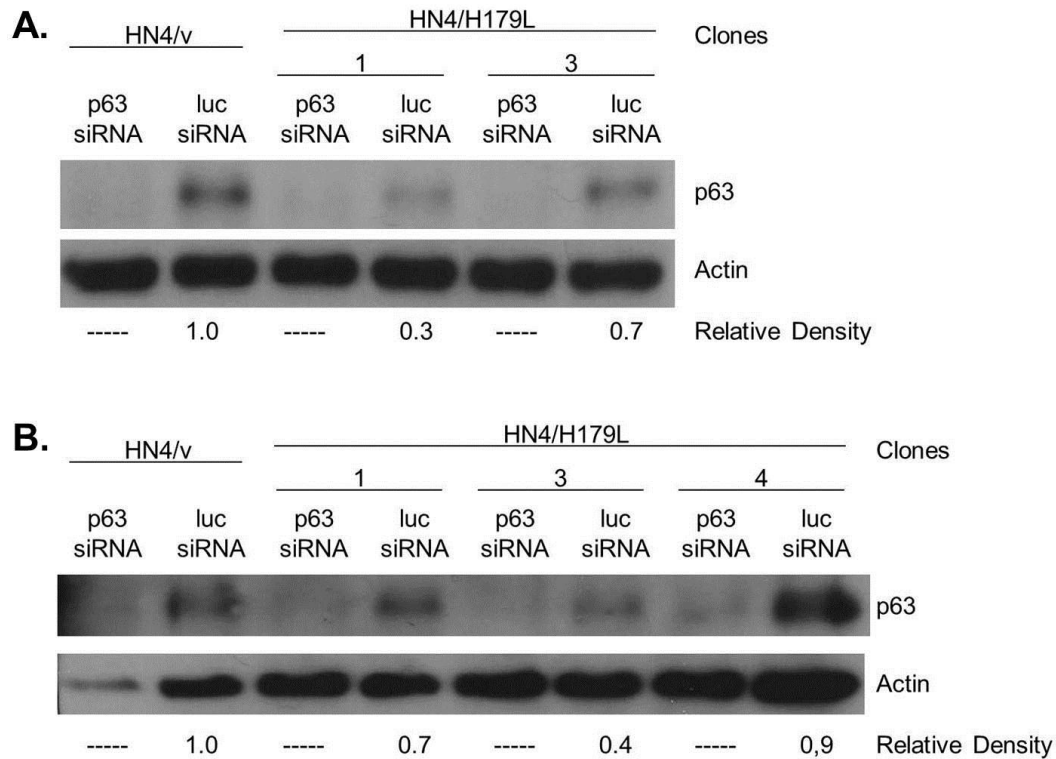 A.
HN4/v HN4/H179L Clones
1 3
p63 luc p63 luc p63 luc
siRNA siRNA siRNA siRNA siRNA siRNA
p63
Actin
----- 1.0 ----- 0.3 ----- 0.7 Relative Density
B.
HN4/v HN4/H179L Clones
1 3 4
p63 luc p63 luc p63 luc p63 luc
siRNA siRNA siRNA siRNA siRNA siRNA siRNA siRNA
p63
Actin
----- 1.0 ----- 0.7 ----- 0.4 ----- 0,9 Relative Density